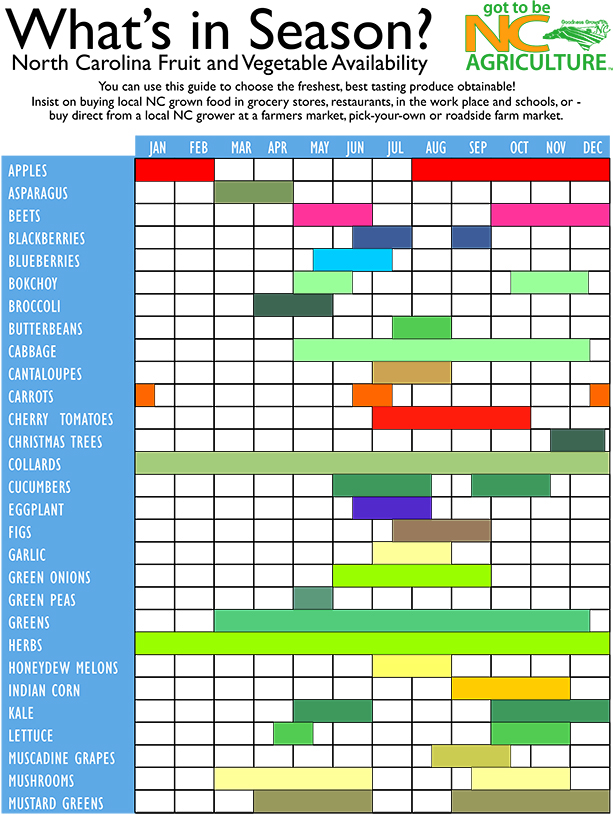 What's in Season?
North Carolina Fruit and Vegetable Availability
got to be
Goodness Grows
NC
AGRICULTURE
You can use this guide to choose the freshest, best tasting produce obtainable!
Insist on buying local NC grown food in grocery stores, restaurants, in the work place and schools, or -
buy direct from a local NC grower at a farmers market, pick-your-own or roadside farm market.
JAN FEB MAR APR MAY JUN JUL AUG SEP OCT NOV DEC
APPLES
ASPARAGUS
BEETS
BLACKBERRIES
BLUEBERRIES
BOKCHOY
BROCCOLI
BUTTERBEANS
CABBAGE
CANTALOUPES
CARROTS
CHERRY TOMATOES
CHRISTMAS TREES
COLLARDS
CUCUMBERS
EGGPLANT
FIGS
GARLIC
GREEN ONIONS
GREEN PEAS
GREENS
HERBS
HONEYDEW MELONS
INDIAN CORN
KALE
LETTUCE
MUSCADINE GRAPES
MUSHROOMS
MUSTARD GREENS